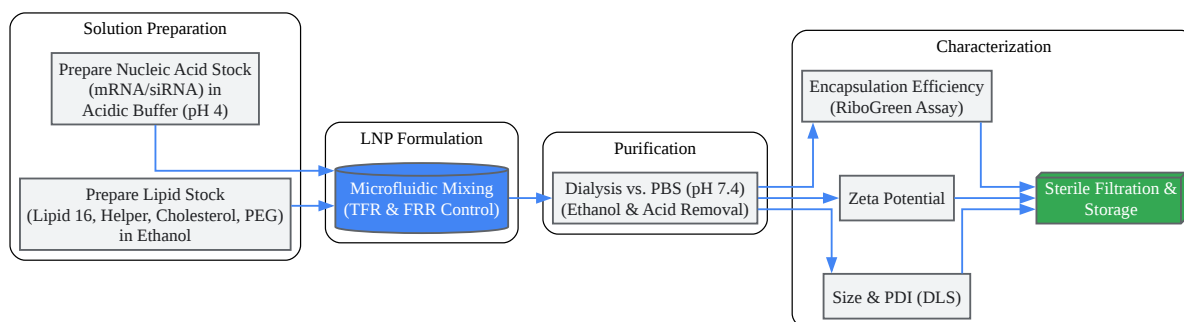 Solution Preparation
Prepare Nucleic Acid Stock
(mRNA/siRNA) in
Acidic Buffer (pH 4)
Prepare Lipid Stock
(Lipid 16, Helper, Cholesterol, PEG)
in Ethanol
LNP Formulation
Microfluidic Mixing
(TFR & FRR Control)
Purification
Dialysis vs. PBS (pH 7.4)
(Ethanol & Acid Removal)
Characterization
Encapsulation Efficiency
(RiboGreen Assay)
Zeta Potential
Size & PDI (DLS)
Sterile Filtration &
Storage